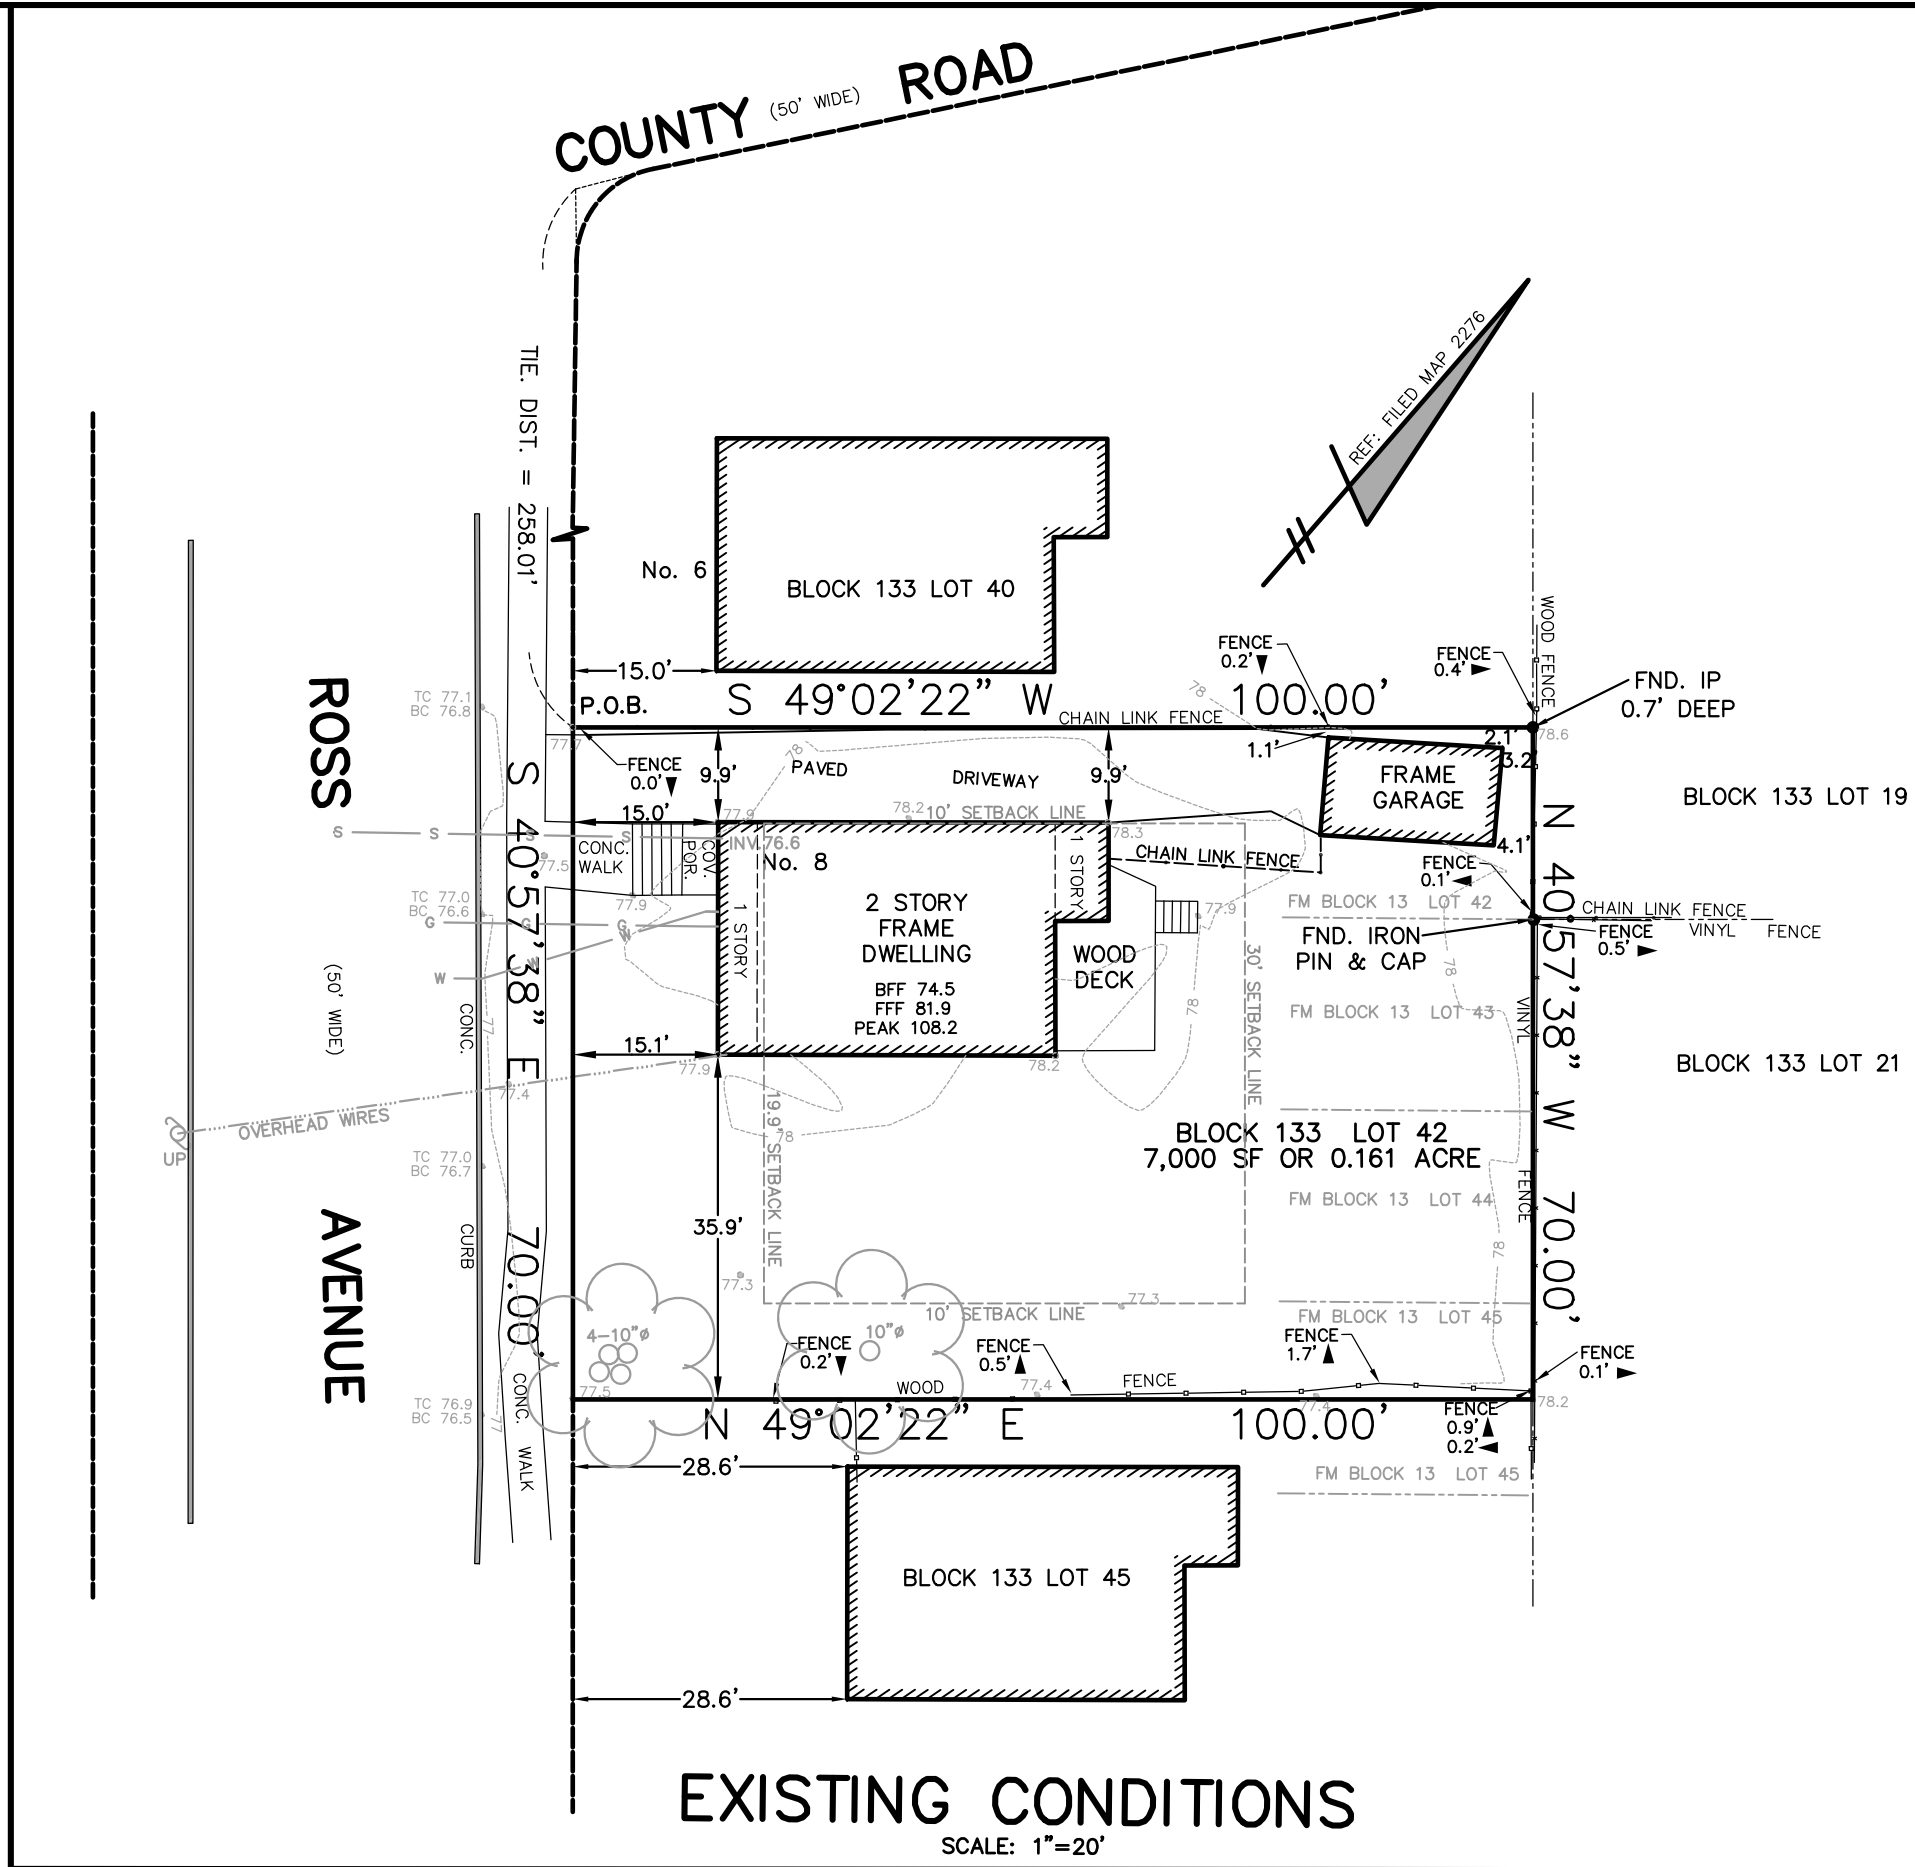 COUNTY (50' WIDE) ROAD
TIE. DIST. = 258.01'
REF: FILED MAP 2276
No. 6
BLOCK 133 LOT 40
15.0'
WOOD FENCE
FENCE
0.2'
FENCE
0.4'
FND. IP
0.7' DEEP
P.O.B.
S 49°02'22" W 100.00'
CHAIN LINK FENCE
78
78.6
TC 77.1
BC 76.8
77.7
FENCE
0.0'
9.9'
78
PAVED DRIVEWAY
9.9'
1.1'
2.1'
3.2'
FRAME
GARAGE
4.1'
BLOCK 133 LOT 19
15.0'
77.9
78.2
10' SETBACK LINE
78.3
S S S S
INV.76.6
CONC.
WALK
COV.
POR.
No. 8
1 STORY
CHAIN LINK FENCE
FENCE
0.1'
77.5
77.9
TC 77.0
BC 76.6
G G G
W W W
1 STORY
2 STORY
FRAME
DWELLING
BFF 74.5
FFF 81.9
PEAK 108.2
WOOD
DECK
77.9
78
FM BLOCK 13 LOT 42
FND. IRON
PIN & CAP
78
CHAIN LINK FENCE
VINYL FENCE
FENCE
0.5'
FM BLOCK 13 LOT 43
VINYL FENCE
N 40°57'38" W 70.00'
BLOCK 133 LOT 21
ROSS (50' WIDE) AVENUE
CONC. CURB
77
S 40°57'38" E 70.00'
15.1'
77.9
78.2
77.4
OVERHEAD WIRES
UP
TC 77.0
BC 76.7
19.9' SETBACK LINE
78
30' SETBACK LINE
BLOCK 133 LOT 42
7,000 SF OR 0.161 ACRE
FM BLOCK 13 LOT 44
78
35.9'
77.3
77.3
10' SETBACK LINE
FM BLOCK 13 LOT 45
4-10"ø
10"ø
FENCE
0.2'
FENCE
0.5'
FENCE
1.7'
FENCE
0.1'
77.5
WOOD FENCE
77.4
77.4
78.2
TC 76.9
BC 76.5
77
CONC. WALK
N 49°02'22" E 100.00'
FENCE
0.9'
0.2'
28.6'
FM BLOCK 13 LOT 45
BLOCK 133 LOT 45
28.6'
EXISTING CONDITIONS
SCALE: 1"=20'